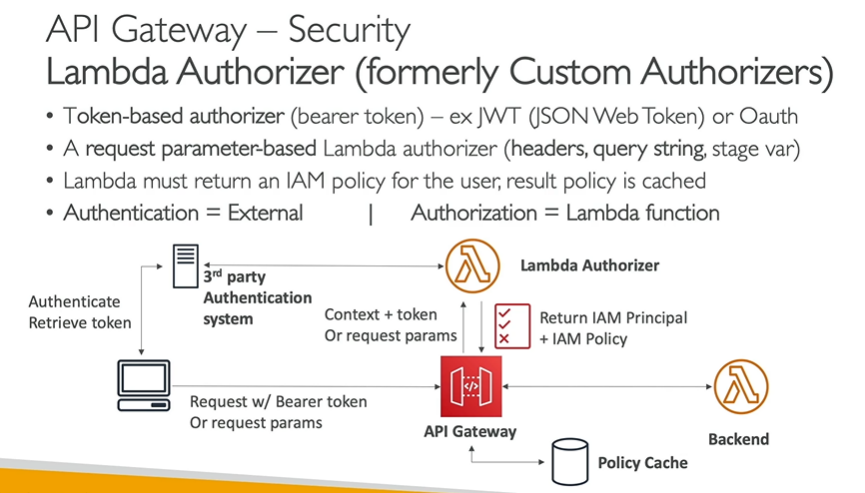 API Gateway – Security
Lambda Authorizer (formerly Custom Authorizers)
• Token-based authorizer (bearer token) – ex JWT (JSON Web Token) or Oauth
• A request parameter-based Lambda authorizer (headers, query string, stage var)
• Lambda must return an IAM policy for the user, result policy is cached
• Authentication = External | Authorization = Lambda function
3rd party
Authentication
system
Lambda Authorizer
Authenticate
Retrieve token
Context + token
Or request params
Return IAM Principal
+ IAM Policy
</>
Request w/ Bearer token
Or request params
API Gateway
Backend
Policy Cache